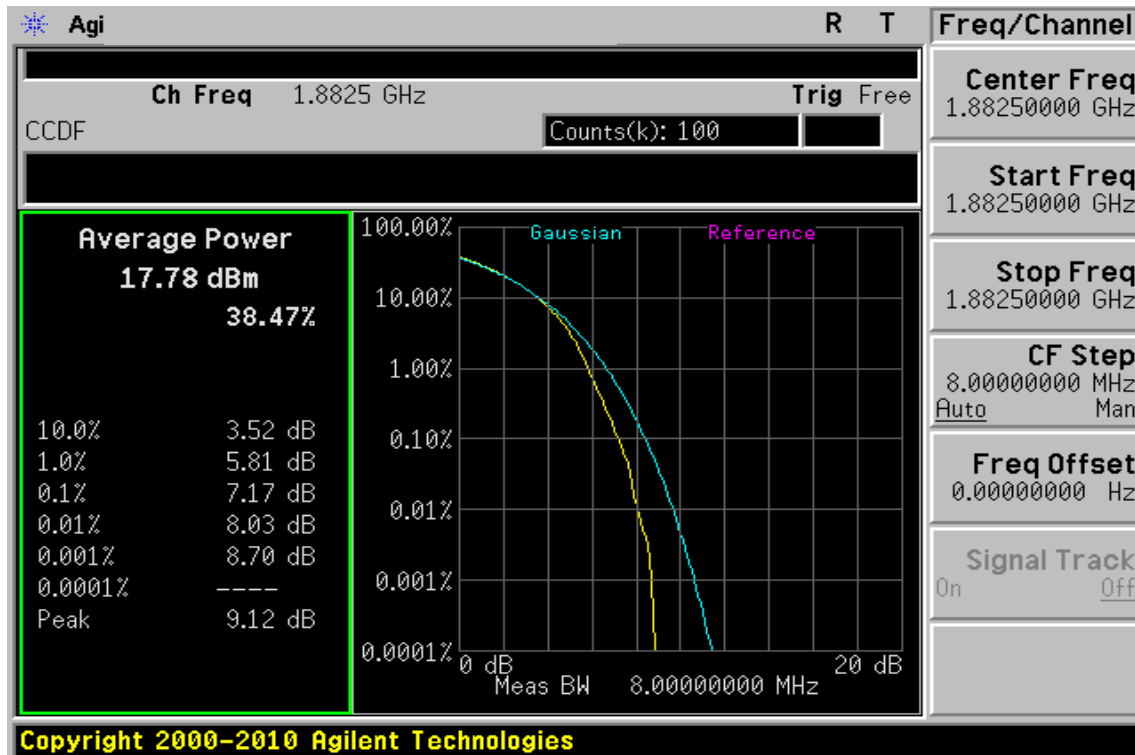 Agi R T
Ch Freq 1.8825 GHz Trig Free
CCDF Counts(k): 100
Average Power
17.78 dBm
38.47%
10.0% 3.52 dB
1.0% 5.81 dB
0.1% 7.17 dB
0.01% 8.03 dB
0.001% 8.70 dB
0.0001% ----
Peak 9.12 dB
Gaussian Reference
100.00%
10.00%
1.00%
0.10%
0.01%
0.001%
0.0001%
0 dB 20 dB
Meas BW 8.00000000 MHz
Freq/Channel
Center Freq
1.88250000 GHz
Start Freq
1.88250000 GHz
Stop Freq
1.88250000 GHz
CF Step
8.00000000 MHz
Auto Man
Freq Offset
0.00000000 Hz
Signal Track
On Off
Copyright 2000-2010 Agilent Technologies